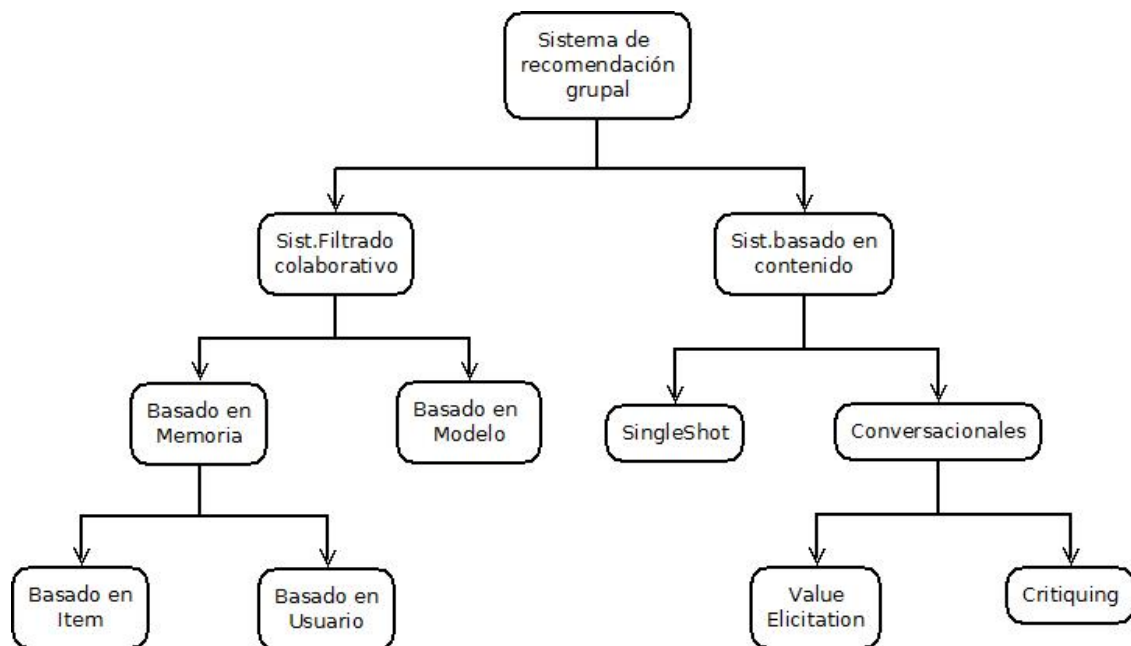 Sistema de
recomendación
grupal
Sist.Filtrado
colaborativo
Sist.basado en
contenido
Basado en
Memoria
Basado en
Modelo
SingleShot
Conversacionales
Basado en
Item
Basado en
Usuario
Value
Elicitation
Critiquing